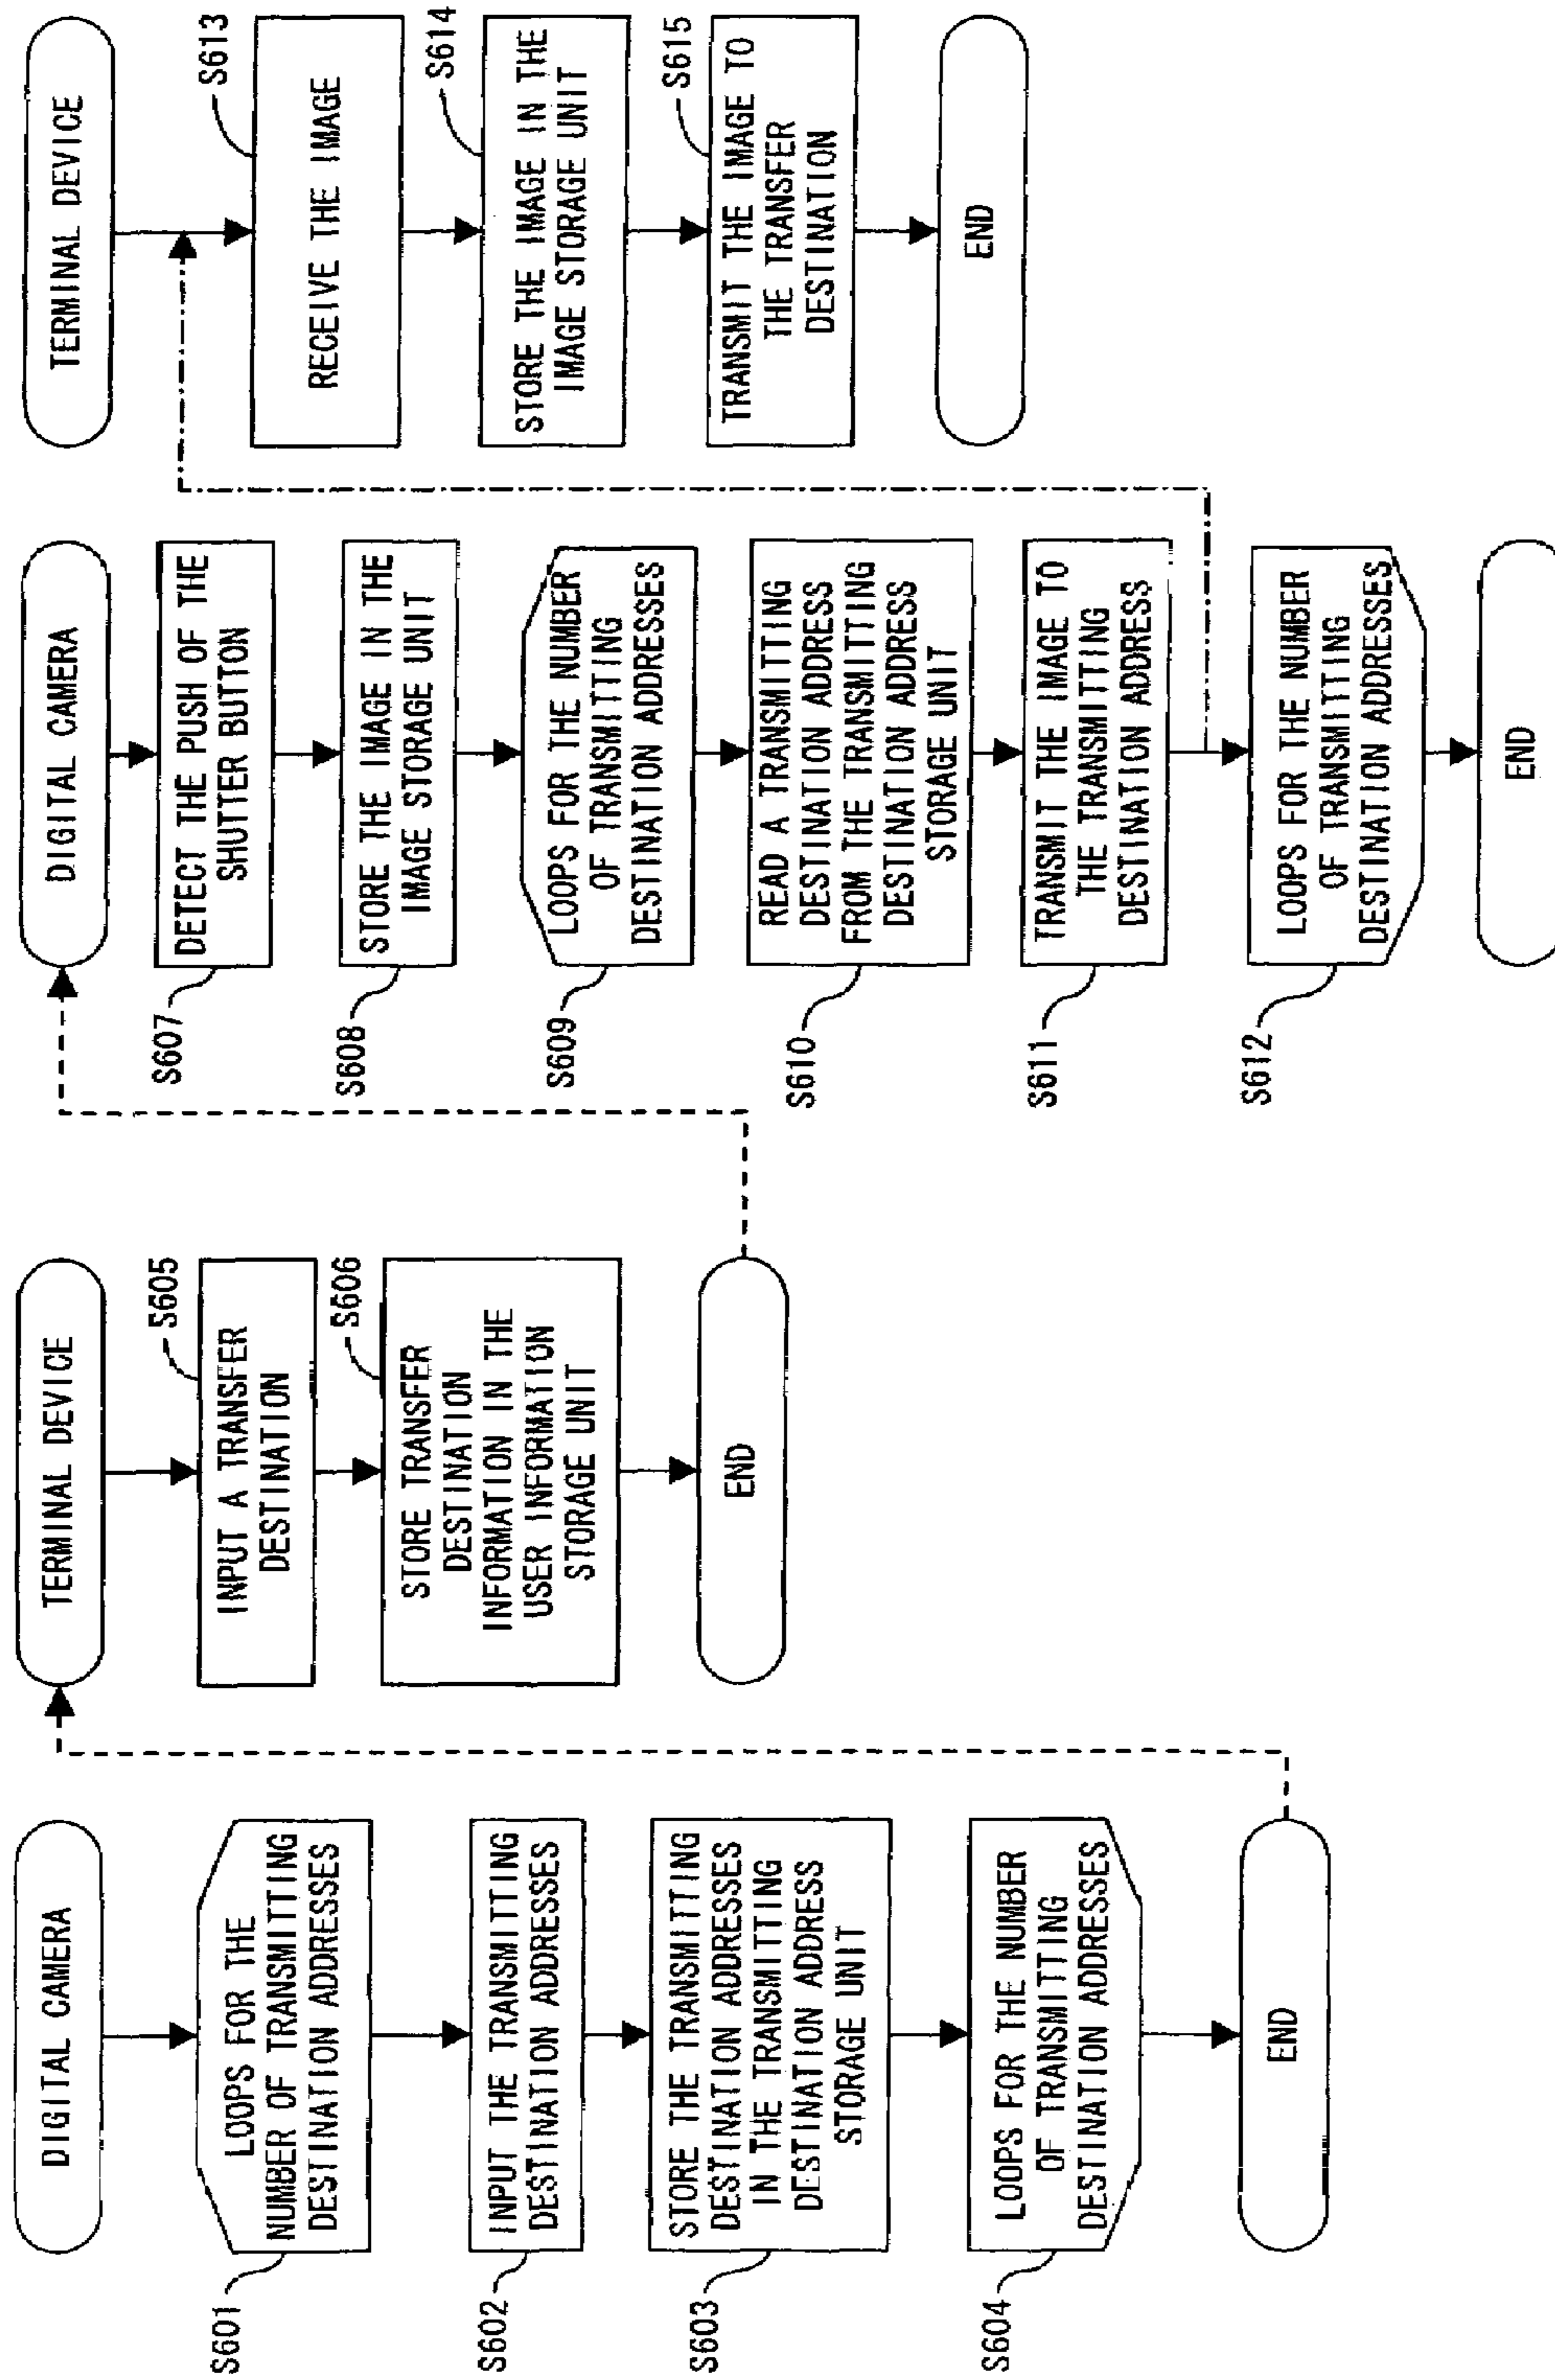 DIGITAL CAMERA
S601
LOOPS FOR THE
NUMBER OF TRANSMITTING
DESTINATION ADDRESSES
S602
INPUT THE TRANSMITTING
DESTINATION ADDRESSES
S603
STORE THE TRANSMITTING
DESTINATION ADDRESSES
IN THE TRANSMITTING
DESTINATION ADDRESS
STORAGE UNIT
S604
LOOPS FOR THE NUMBER
OF TRANSMITTING
DESTINATION ADDRESSES
END
TERMINAL DEVICE
S605
INPUT A TRANSFER
DESTINATION
S606
STORE TRANSFER
DESTINATION
INFORMATION IN THE
USER INFORMATION
STORAGE UNIT
END
DIGITAL CAMERA
S607
DETECT THE PUSH OF THE
SHUTTER BUTTON
S608
STORE THE IMAGE IN THE
IMAGE STORAGE UNIT
S609
LOOPS FOR THE NUMBER
OF TRANSMITTING
DESTINATION ADDRESSES
S610
READ A TRANSMITTING
DESTINATION ADDRESS
FROM THE TRANSMITTING
DESTINATION ADDRESS
STORAGE UNIT
S611
TRANSMIT THE IMAGE TO
THE TRANSMITTING
DESTINATION ADDRESS
S612
LOOPS FOR THE NUMBER
OF TRANSMITTING
DESTINATION ADDRESSES
END
TERMINAL DEVICE
S613
RECEIVE THE IMAGE
S614
STORE THE IMAGE IN THE
IMAGE STORAGE UNIT
S615
TRANSMIT THE IMAGE TO
THE TRANSFER
DESTINATION
END